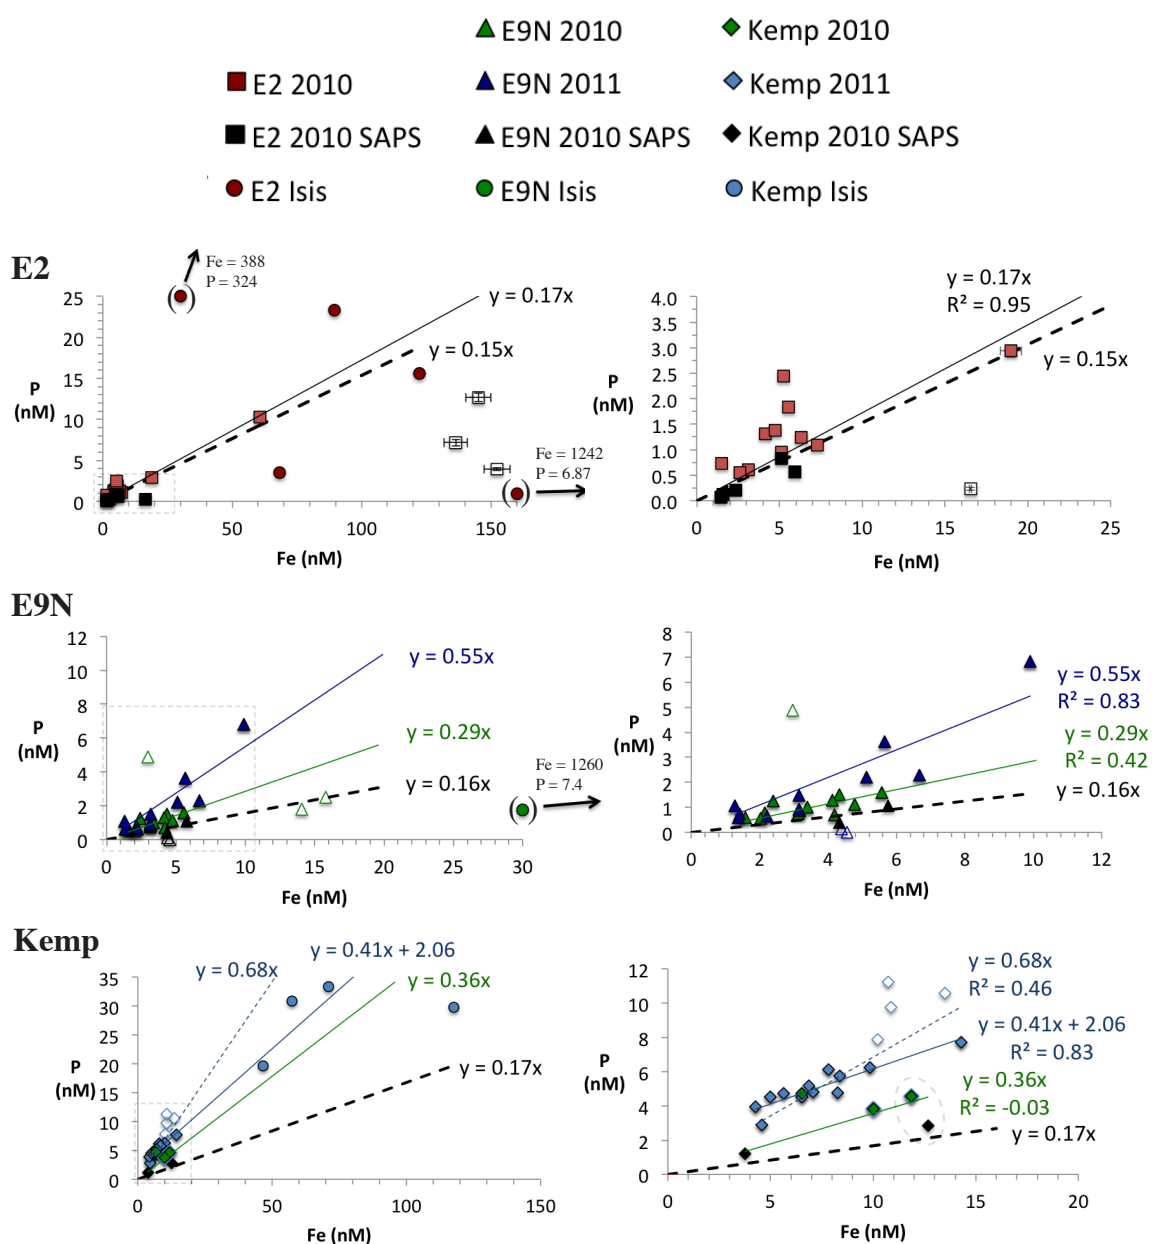 E9N 2010
Kemp 2010
E2 2010
E9N 2011
Kemp 2011
E2 2010 SAPS
E9N 2010 SAPS
Kemp 2010 SAPS
E2 Isis
E9N Isis
Kemp Isis
E2
Fe = 388
P = 324
25
20
15
10
5
0
P
(nM)
y = 0.17x
y = 0.15x
( )
Fe = 1242
P = 6.87
( )
0
50
100
150
Fe (nM)
4.0
3.5
3.0
2.5
2.0
1.5
1.0
0.5
0.0
P
(nM)
y = 0.17x
R² = 0.95
y = 0.15x
0
5
10
15
20
25
Fe (nM)
E9N
12
10
8
6
4
2
0
P
(nM)
y = 0.55x
y = 0.29x
y = 0.16x
Fe = 1260
P = 7.4
( )
0
5
10
15
20
25
30
Fe (nM)
8
7
6
5
4
3
2
1
0
P
(nM)
y = 0.55x
R² = 0.83
y = 0.29x
R² = 0.42
y = 0.16x
0
2
4
6
8
10
12
Fe (nM)
Kemp
35
30
25
20
15
10
5
0
P
(nM)
y = 0.68x
y = 0.41x + 2.06
y = 0.36x
y = 0.17x
0
50
100
150
Fe (nM)
12
10
8
6
4
2
0
P
(nM)
y = 0.68x
R² = 0.46
y = 0.41x + 2.06
R² = 0.83
y = 0.36x
R² = -0.03
y = 0.17x
0
5
10
15
20
Fe (nM)